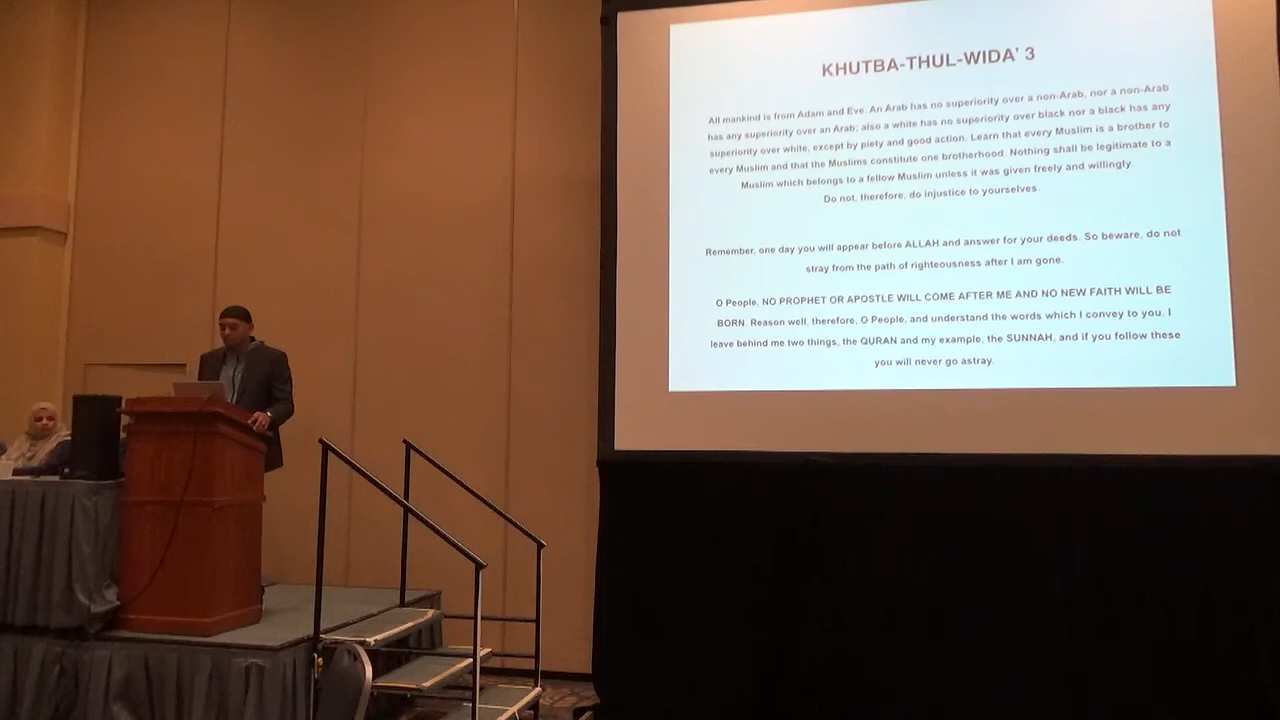 KHUTBA-THUL-WIDA' 3
All mankind is from Adam and Eve. An Arab has no superiority over a non-Arab, nor a non-Arab
has any superiority over an Arab; also a white has no superiority over black nor a black has any
superiority over white, except by piety and good action. Learn that every Muslim is a brother to
every Muslim and that the Muslims constitute one brotherhood. Nothing shall be legitimate to a
Muslim which belongs to a fellow Muslim unless it was given freely and willingly
Do not, therefore, do injustice to yourselves.
Remember, one day you will appear before ALLAH and answer for your deeds. So beware, do not
stray from the path of righteousness after I am gone.
O People, NO PROPHET OR APOSTLE WILL COME AFTER ME AND NO NEW FAITH WILL BE
BORN. Reason well, therefore, O People, and understand the words which I convey to you. I
leave behind me two things, the QURAN and my example, the SUNNAH, and if you follow these
you will never go astray.